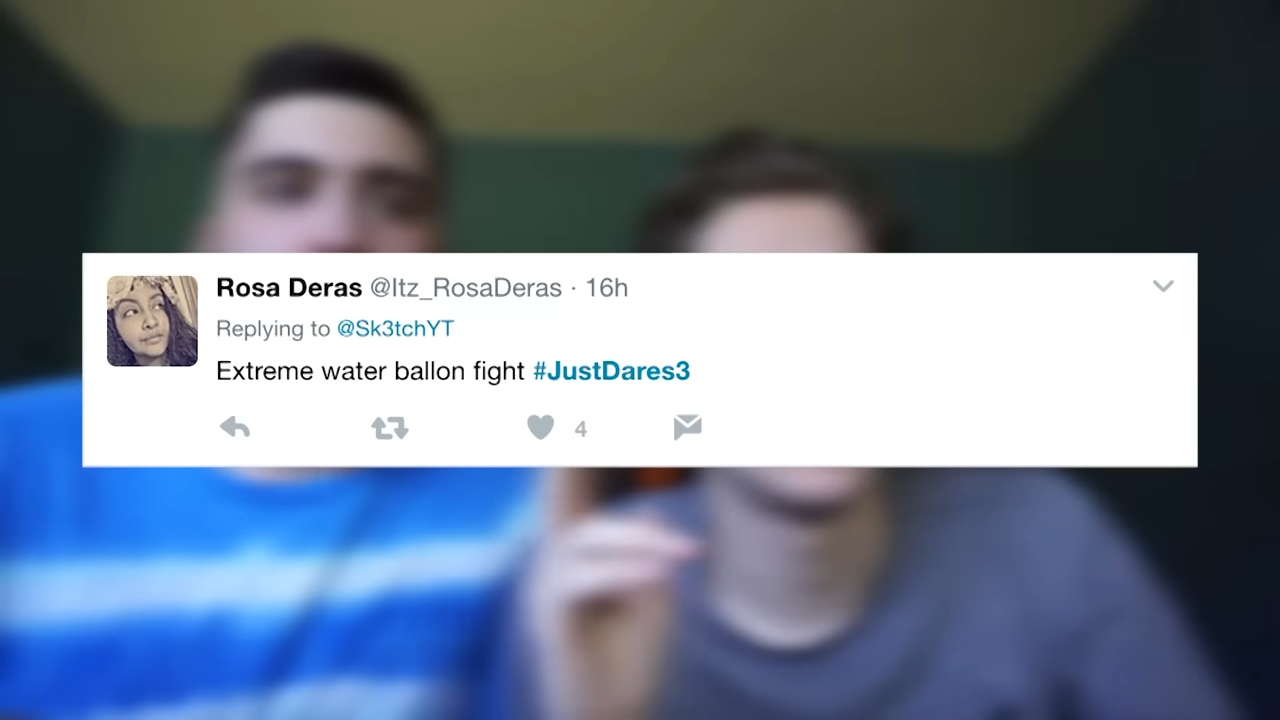 Rosa Deras @Itz_RosaDeras · 16h
Replying to @Sk3tchYT
Extreme water ballon fight #JustDares3
4